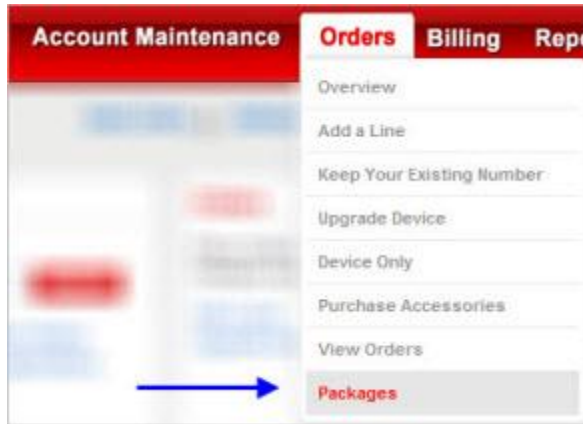 Account Maintenance Orders Billing Repo
Overview
Add a Line
Keep Your Existing Number
Upgrade Device
Device Only
Purchase Accessories
View Orders
Packages